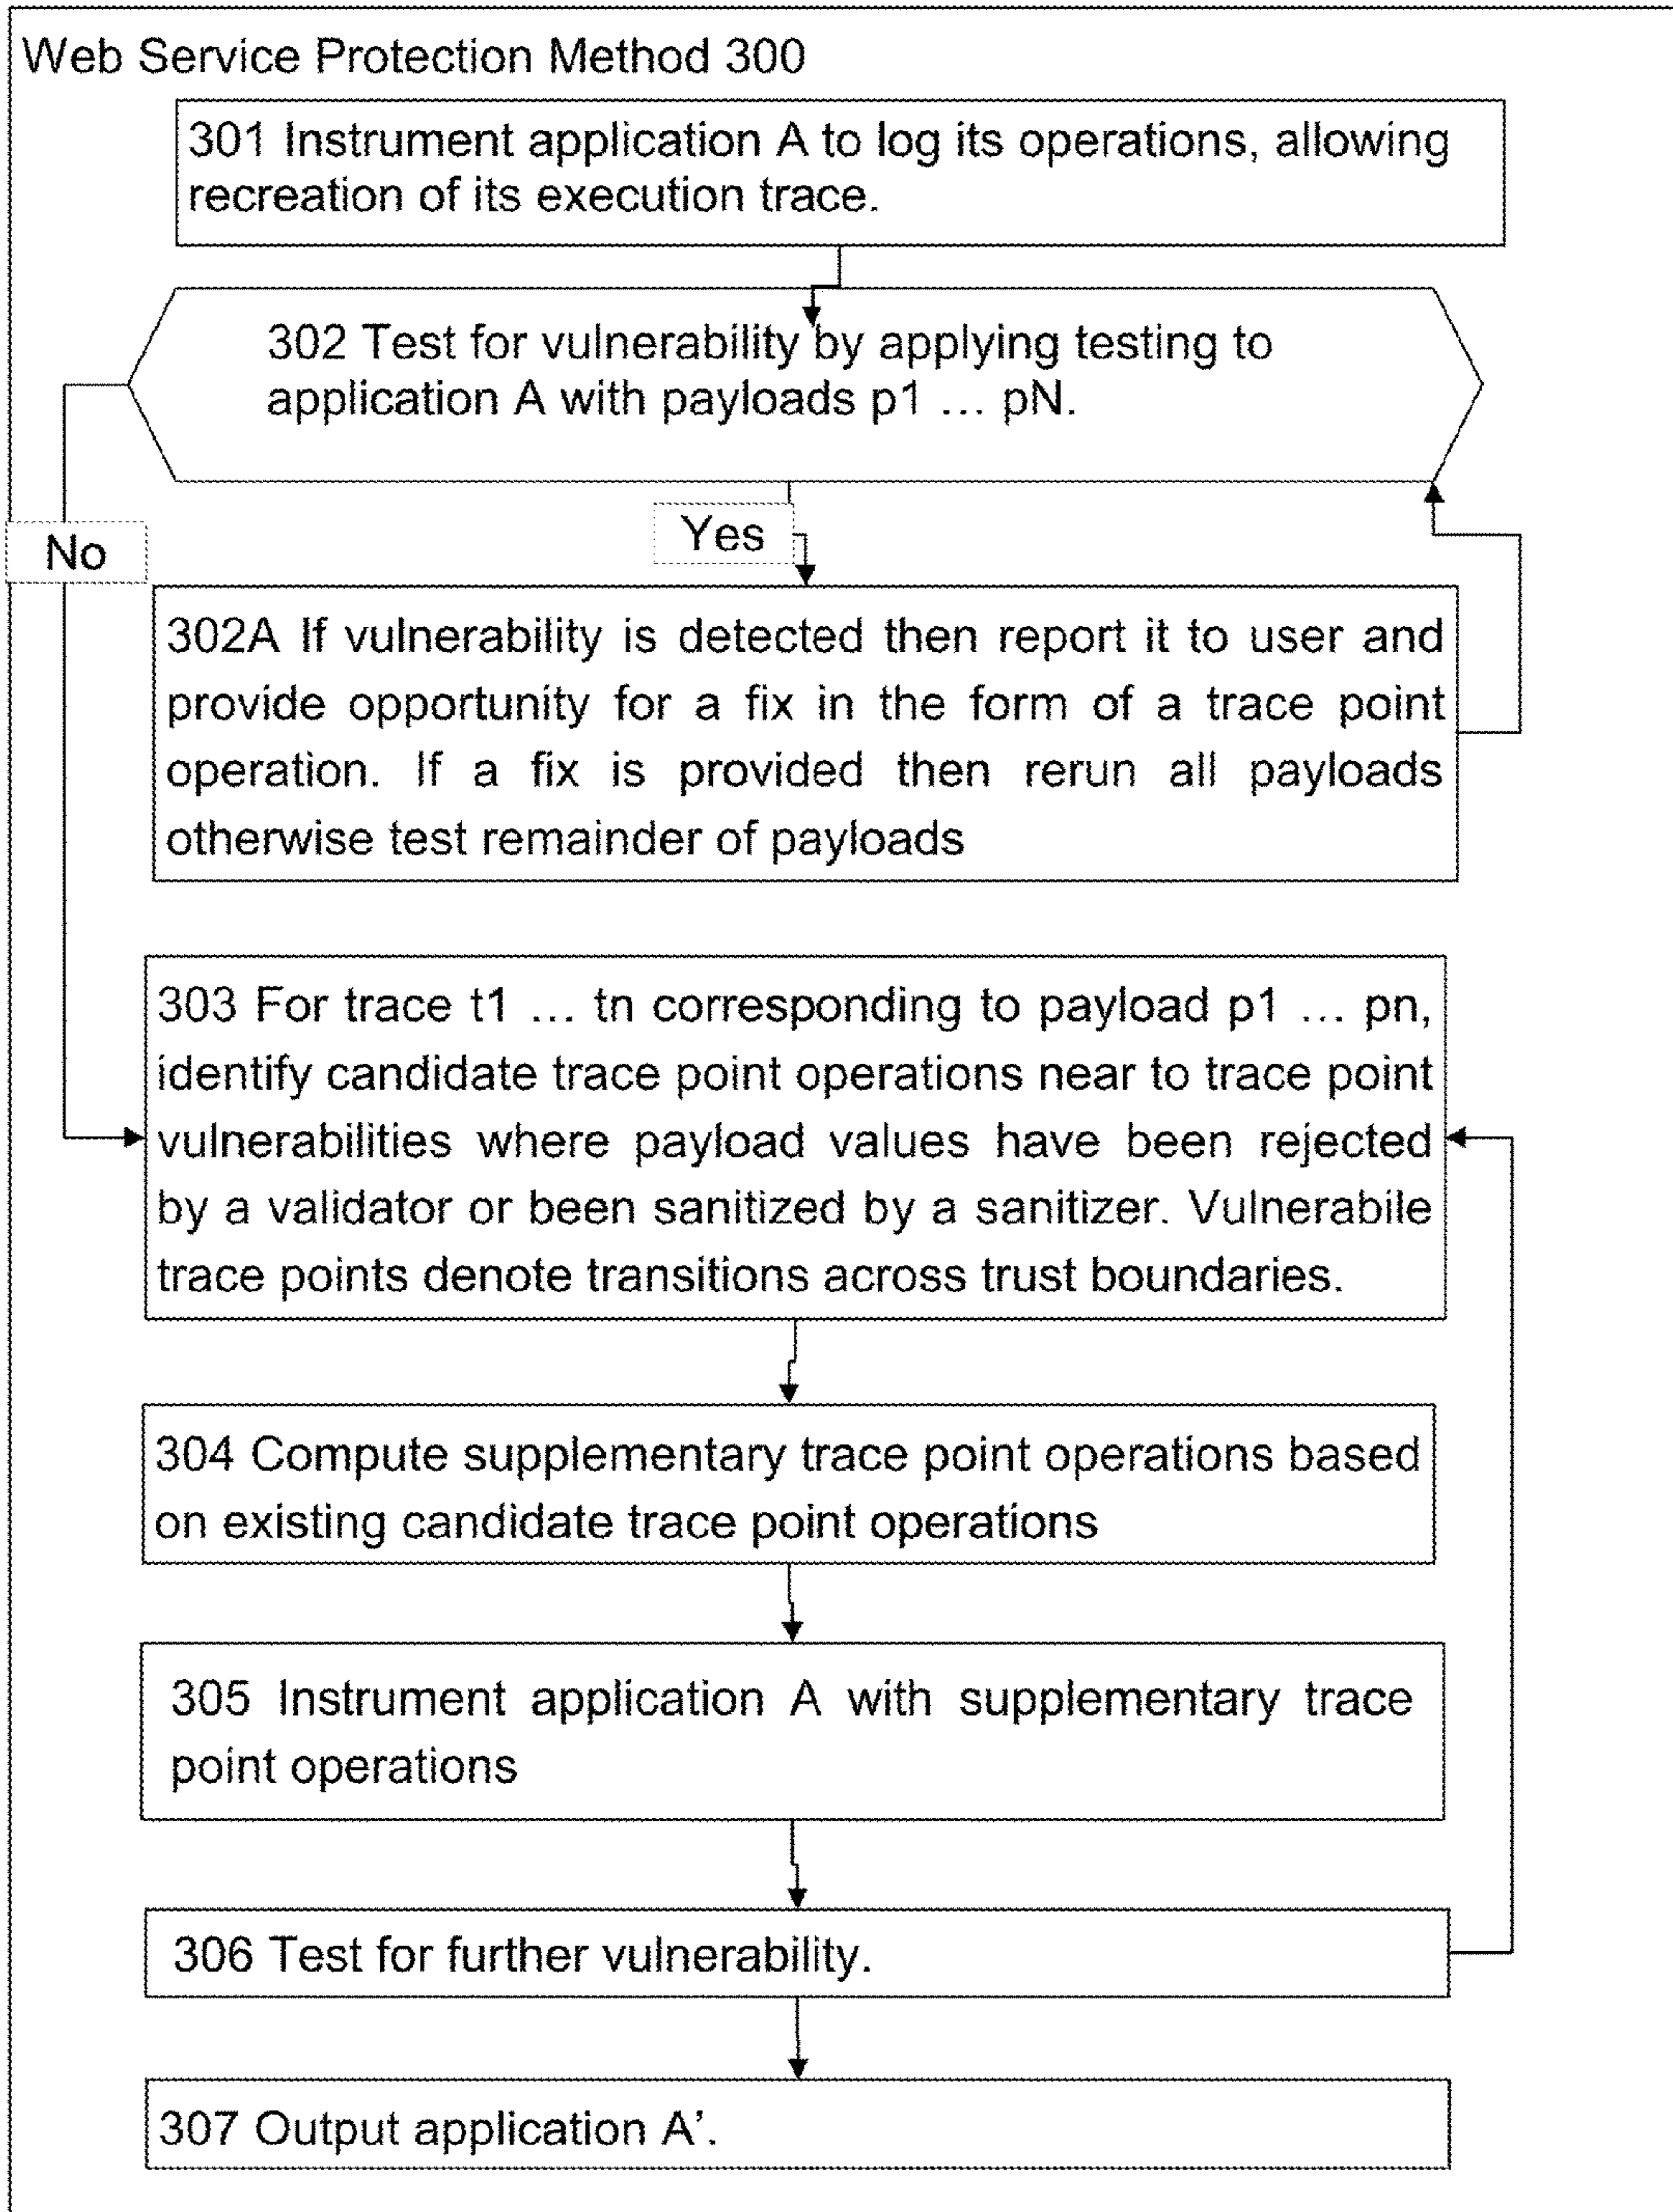 Web Service Protection Method 300
301 Instrument application A to log its operations, allowing
recreation of its execution trace.
302 Test for vulnerability by applying testing to
application A with payloads p1 ... pN.
No
Yes
302A If vulnerability is detected then report it to user and
provide opportunity for a fix in the form of a trace point
operation. If a fix is provided then rerun all payloads
otherwise test remainder of payloads
303 For trace t1 ... tn corresponding to payload p1 ... pn,
identify candidate trace point operations near to trace point
vulnerabilities where payload values have been rejected
by a validator or been sanitized by a sanitizer. Vulnerabile
trace points denote transitions across trust boundaries.
304 Compute supplementary trace point operations based
on existing candidate trace point operations
305 Instrument application A with supplementary trace
point operations
306 Test for further vulnerability.
307 Output application A’.